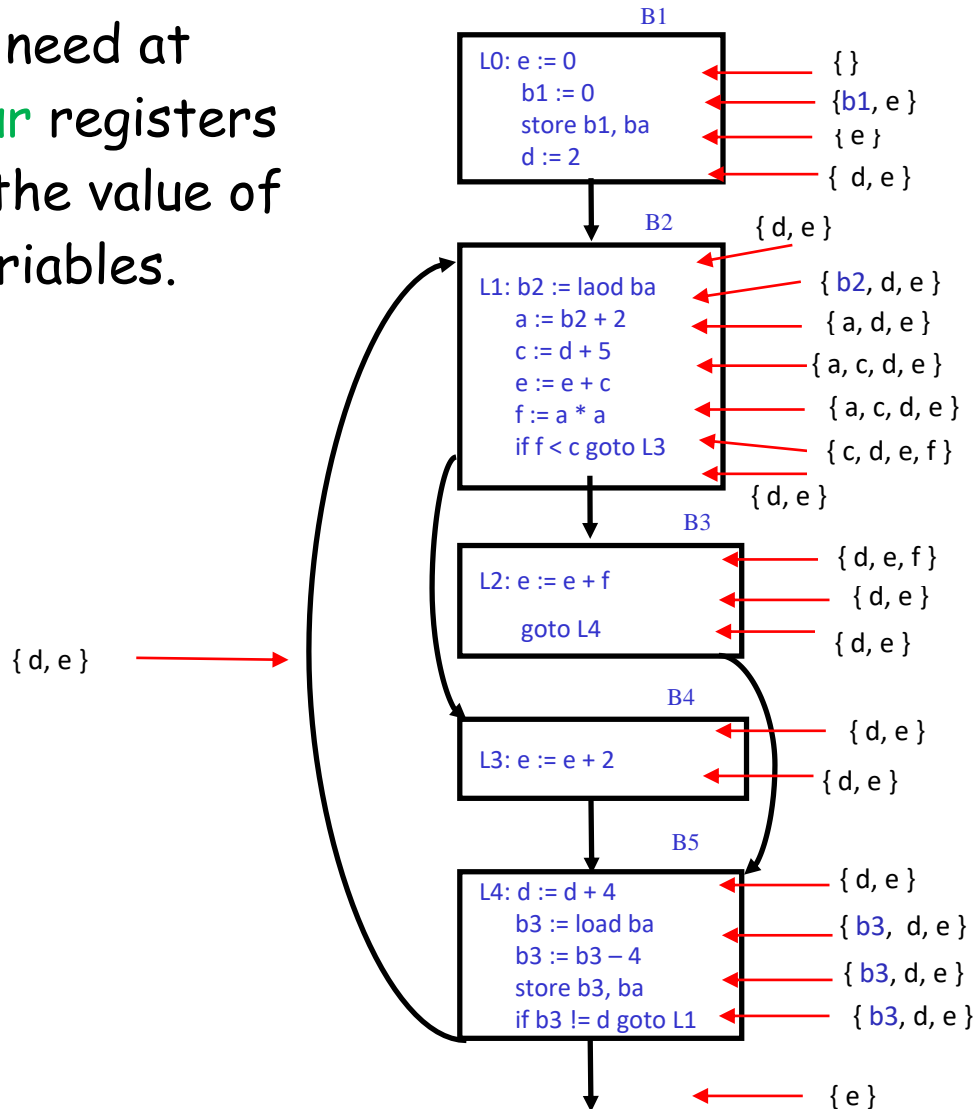 need at
registers
the value of
riables.
B1
L0: e := 0
b1 := 0
store b1, ba
d := 2
{ }
{b1, e }
{ e }
{ d, e }
B2
{ d, e }
L1: b2 := laod ba
a := b2 + 2
c := d + 5
e := e + c
f := a * a
if f < c goto L3
{ b2, d, e }
{ a, d, e }
{ a, c, d, e }
{ a, c, d, e }
{ c, d, e, f }
{ d, e }
B3
L2: e := e + f
goto L4
{ d, e, f }
{ d, e }
{ d, e }
{ d, e }
B4
L3: e := e + 2
{ d, e }
{ d, e }
B5
L4: d := d + 4
b3 := load ba
b3 := b3 – 4
store b3, ba
if b3 != d goto L1
{ d, e }
{ b3, d, e }
{ b3, d, e }
{ b3, d, e }
{ e }